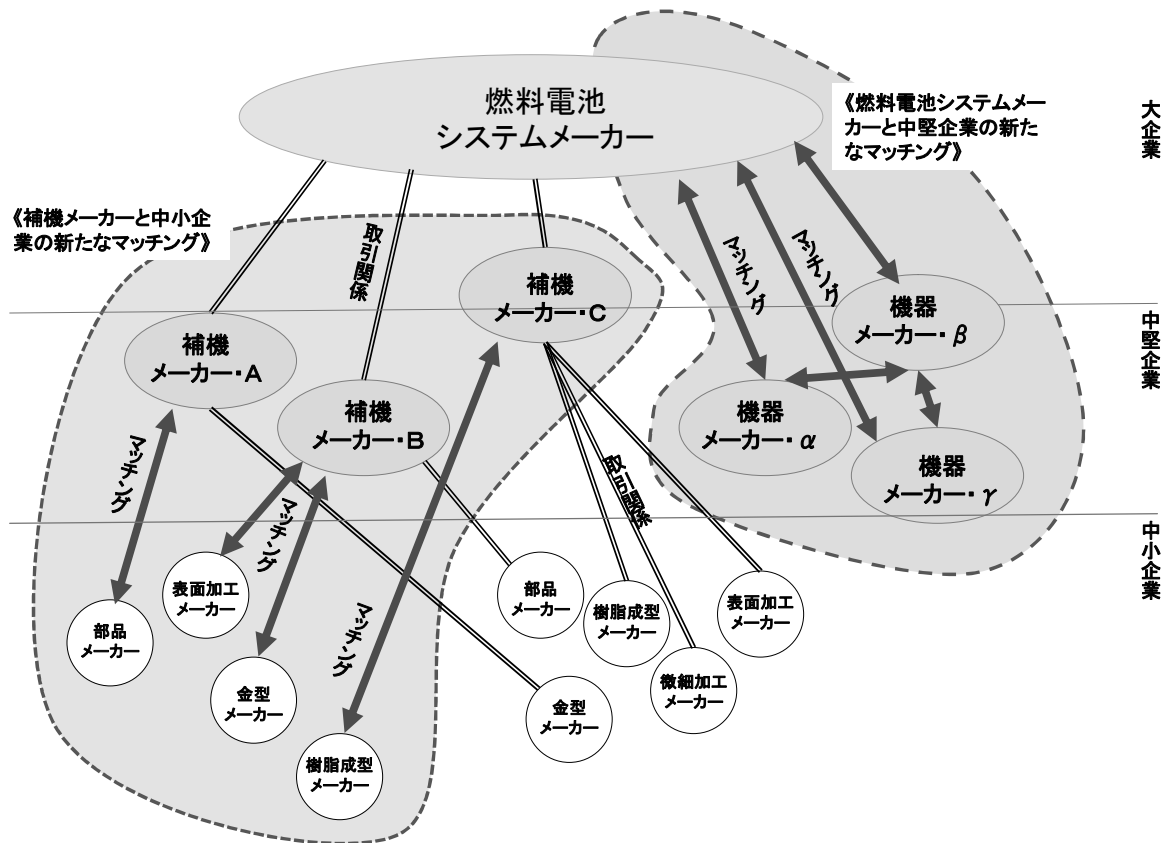 燃料電池
システムメーカー
《燃料電池システムメー
カーと中堅企業の新た
なマッチング》
大企業
《補機メーカーと中小企
業の新たなマッチング》
取引関係
マッチング
マッチング
補機
メーカー・C
機器
メーカー・β
中堅企業
補機
メーカー・A
補機
メーカー・B
機器
メーカー・α
機器
メーカー・γ
マッチング
マッチング
取引関係
中小企業
表面加工
メーカー
部品
メーカー
樹脂成型
メーカー
表面加工
メーカー
部品
メーカー
マッチング
金型
メーカー
微細加工
メーカー
金型
メーカー
樹脂成型
メーカー